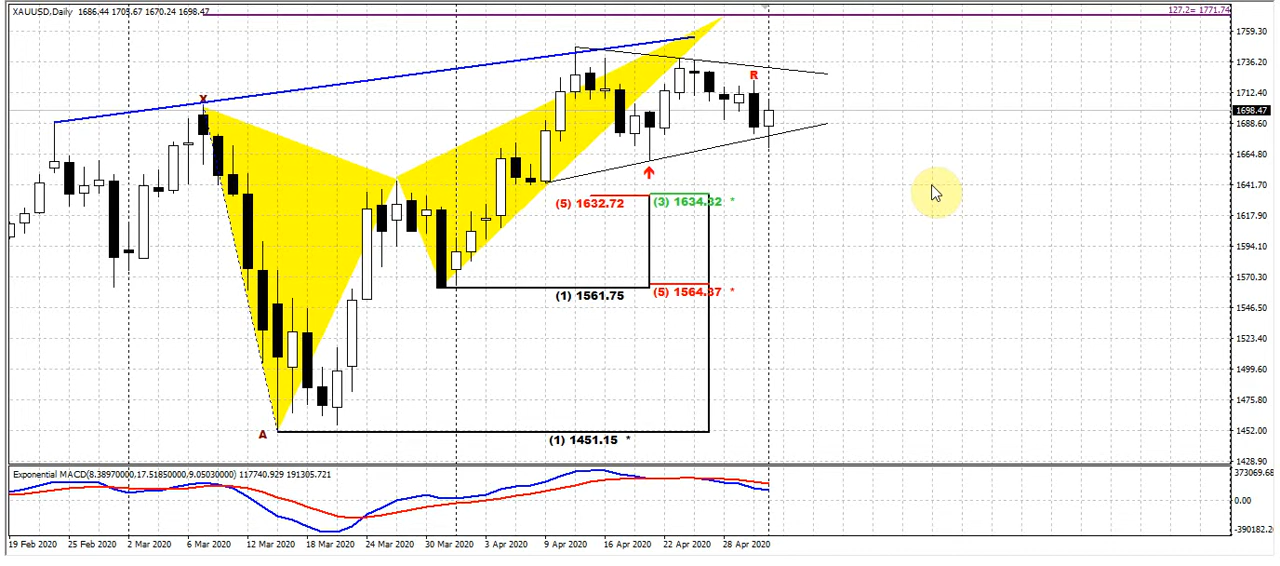 XAUUSD,Daily 1686.44 1705.67 1670.24 1698.47
127.2= 1771.74
1759.30
1736.20
R
X
1712.40
1698.47
1688.60
1664.80
1641.70
(5) 1632.72
(3) 1634.32 *
1617.90
1594.10
1570.30
(1) 1561.75
(5) 1564.37 *
1546.50
1523.40
1499.60
1475.80
A
(1) 1451.15 *
1452.00
1428.90
Exponential MACD(8.38970000,17.51850000,9.05030000) 117740.929 191305.721
373069.68
0.00
-390182.20
19 Feb 2020 25 Feb 2020 2 Mar 2020 6 Mar 2020 12 Mar 2020 18 Mar 2020 24 Mar 2020 30 Mar 2020 3 Apr 2020 9 Apr 2020 16 Apr 2020 22 Apr 2020 28 Apr 2020